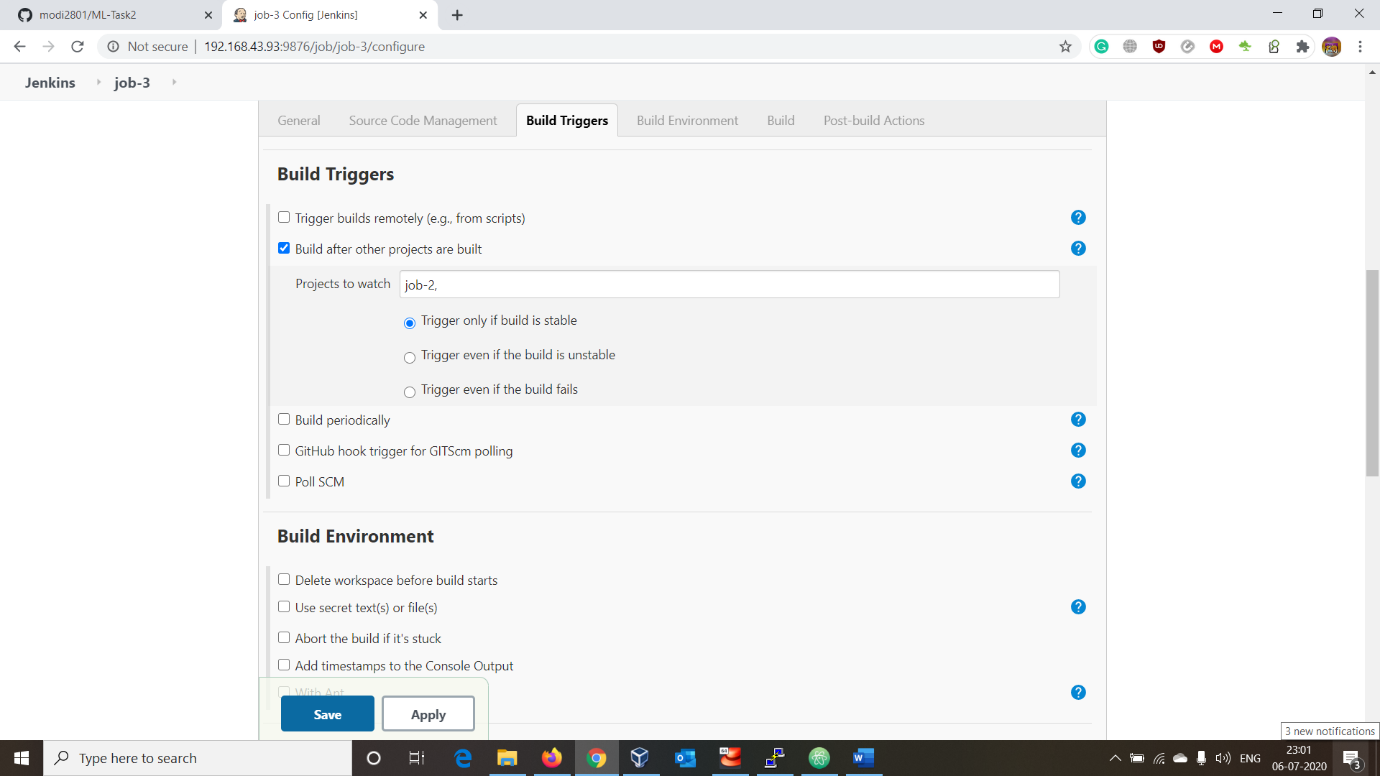 modi2801/ML-Task2
job-3 Config [Jenkins]
Not secure | 192.168.43.93:9876/job/job-3/configure
Jenkins job-3
General Source Code Management Build Triggers Build Environment Build Post-build Actions
Build Triggers
Trigger builds remotely (e.g., from scripts)
Build after other projects are built
Projects to watch job-2,
Trigger only if build is stable
Trigger even if the build is unstable
Trigger even if the build fails
Build periodically
GitHub hook trigger for GITScm polling
Poll SCM
Build Environment
Delete workspace before build starts
Use secret text(s) or file(s)
Abort the build if it's stuck
Add timestamps to the Console Output
With Ant
Save Apply
3 new notifications
Type here to search
ENG
23:01
06-07-2020
3